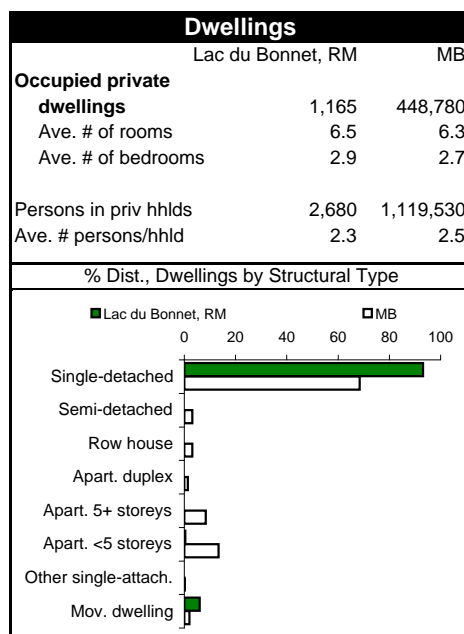 Dwellings
Lac du Bonnet, RM MB
Occupied private
dwellings 1,165 448,780
Ave. # of rooms 6.5 6.3
Ave. # of bedrooms 2.9 2.7
Persons in priv hhlds 2,680 1,119,530
Ave. # persons/hhld 2.3 2.5
% Dist., Dwellings by Structural Type
Lac du Bonnet, RM MB
0 20 40 60 80 100
Single-detached
Semi-detached
Row house
Apart. duplex
Apart. 5+ storeys
Apart. <5 storeys
Other single-attach.
Mov. dwelling